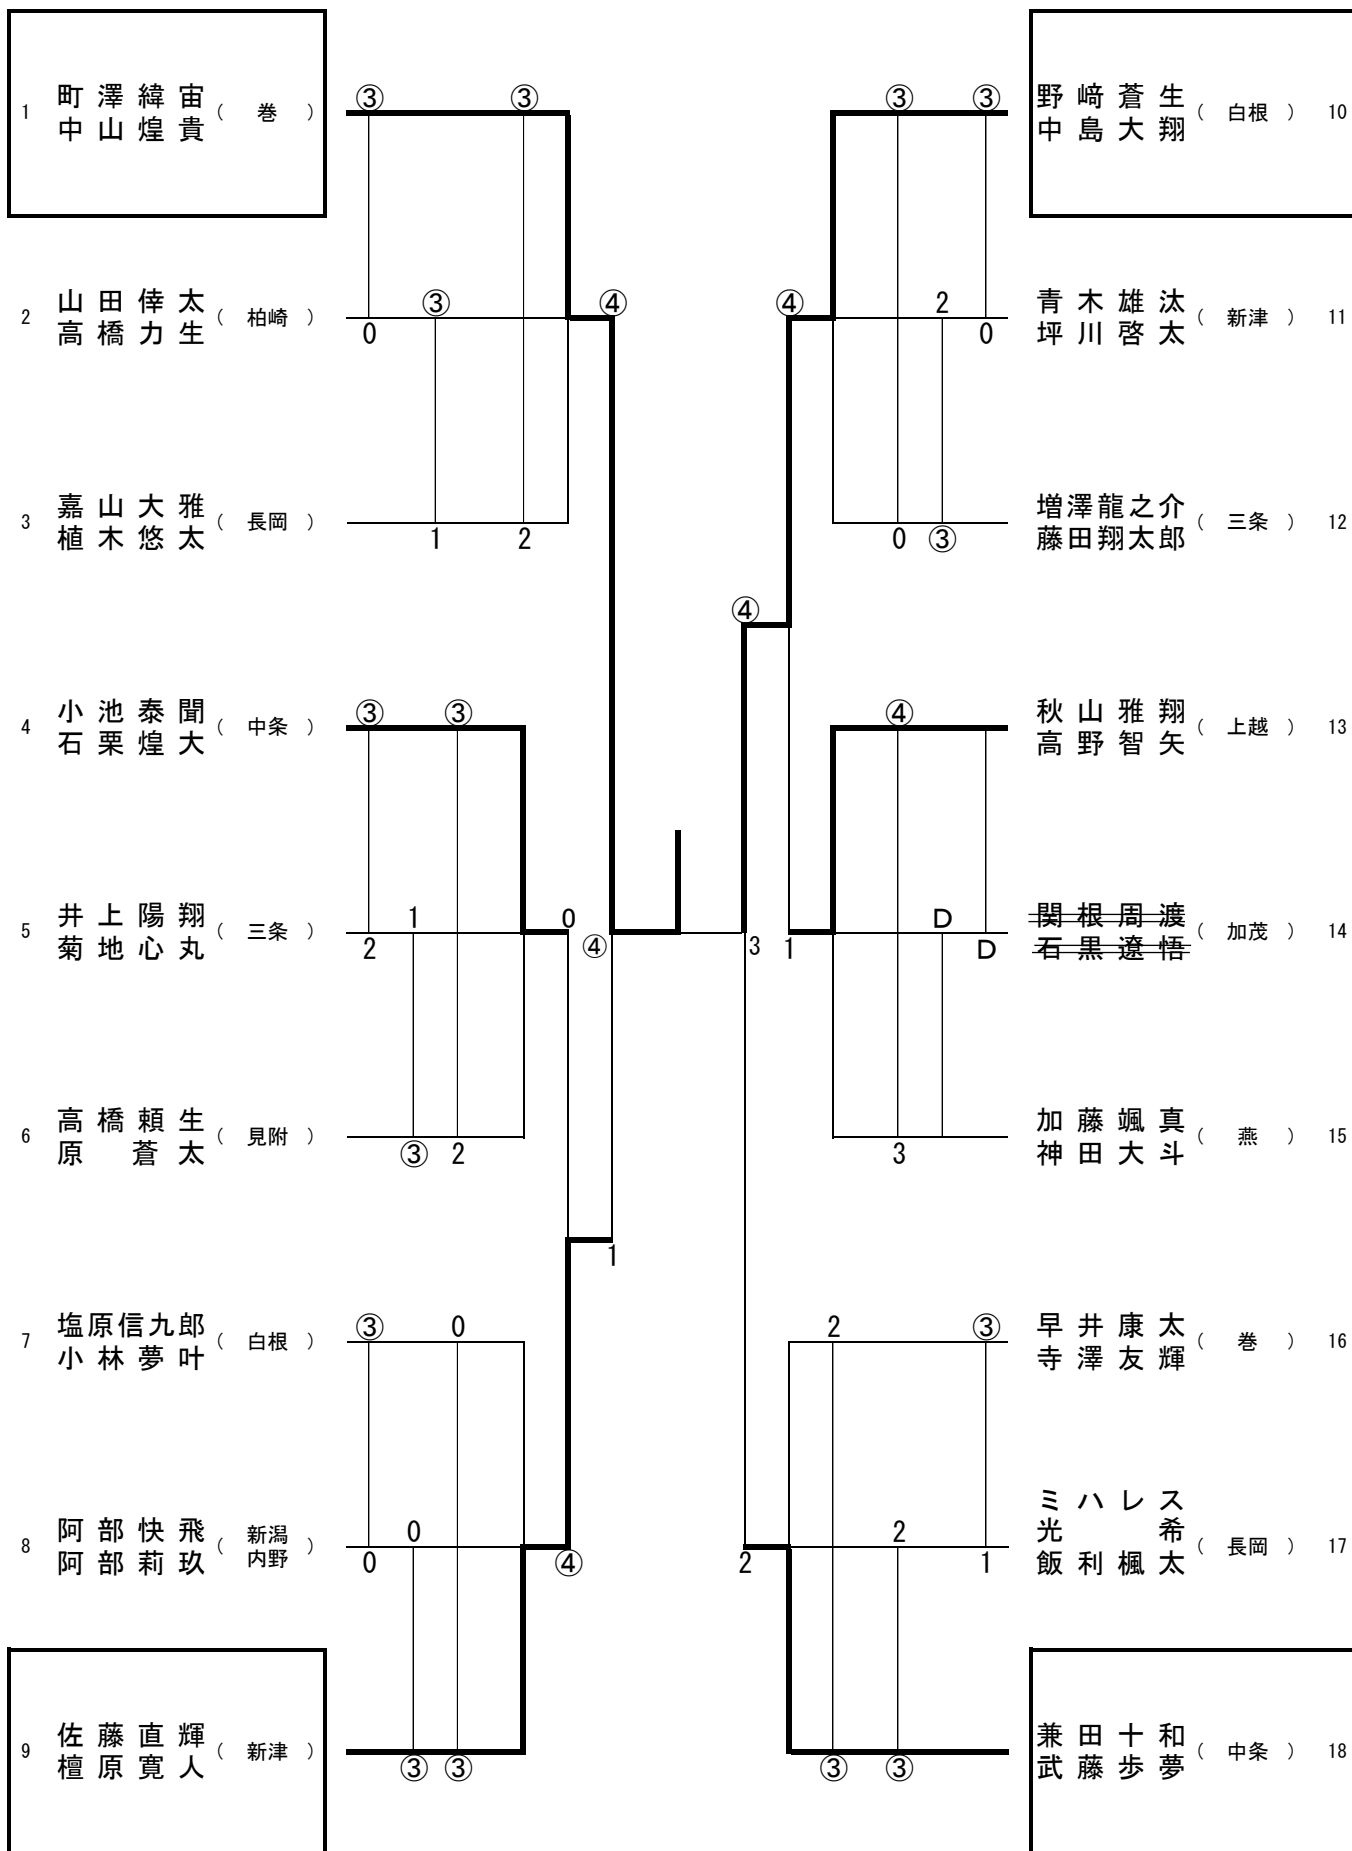 1 町澤緯宙 中山煌貴 ( 巻 )
③ ③
2 山田倖太 高橋力生 ( 柏崎 )
0 ③ ④
3 嘉山大雅 植木悠太 ( 長岡 )
1 2
4 小池泰聞 石栗煌大 ( 中条 )
③ ③
5 井上陽翔 菊地心丸 ( 三条 )
2 1 0 ④
6 高橋頼生 原蒼太 ( 見附 )
③ 2
1
7 塩原信九郎 小林夢叶 ( 白根 )
③ 0
8 阿部快飛 阿部莉玖 ( 新潟内野 )
0 0 ④
9 佐藤直輝 檀原寛人 ( 新津 )
③ ③
③ ③
野﨑蒼生 中島大翔 ( 白根 ) 10
④ 2 0
青木雄汰 坪川啓太 ( 新津 ) 11
0 ③
増澤龍之介 藤田翔太郎 ( 三条 ) 12
④
④
秋山雅翔 高野智矢 ( 上越 ) 13
3 1 D D
関根周渡 石黒遼悟 ( 加茂 ) 14
3
加藤颯真 神田大斗 ( 燕 ) 15
2 ③
早井康太 寺澤友輝 ( 巻 ) 16
2 2 1
ミハレス光希 飯利楓太 ( 長岡 ) 17
③ ③
兼田十和 武藤歩夢 ( 中条 ) 18